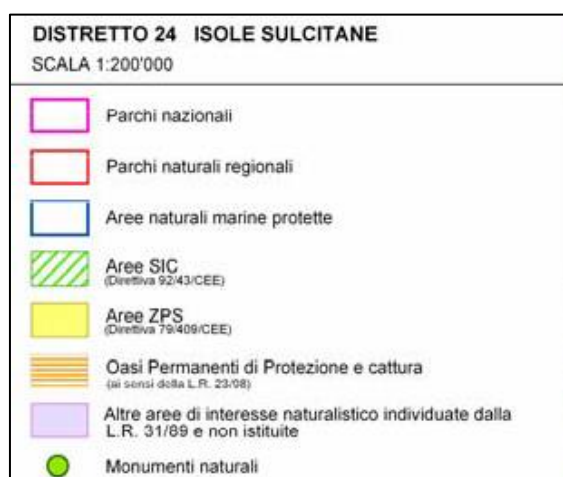 DISTRETTO 24 ISOLE SULCITANE
SCALA 1:200'000
Parchi nazionali
Parchi naturali regionali
Aree naturali marine protette
Aree SIC
(Direttiva 92/43/CEE)
Aree ZPS
(Direttiva 79/409/CEE)
Oasi Permanenti di Protezione e cattura
(ai sensi della L.R. 23/98)
Altre aree di interesse naturalistico individuate dalla
L.R. 31/89 e non istituite
Monumenti naturali